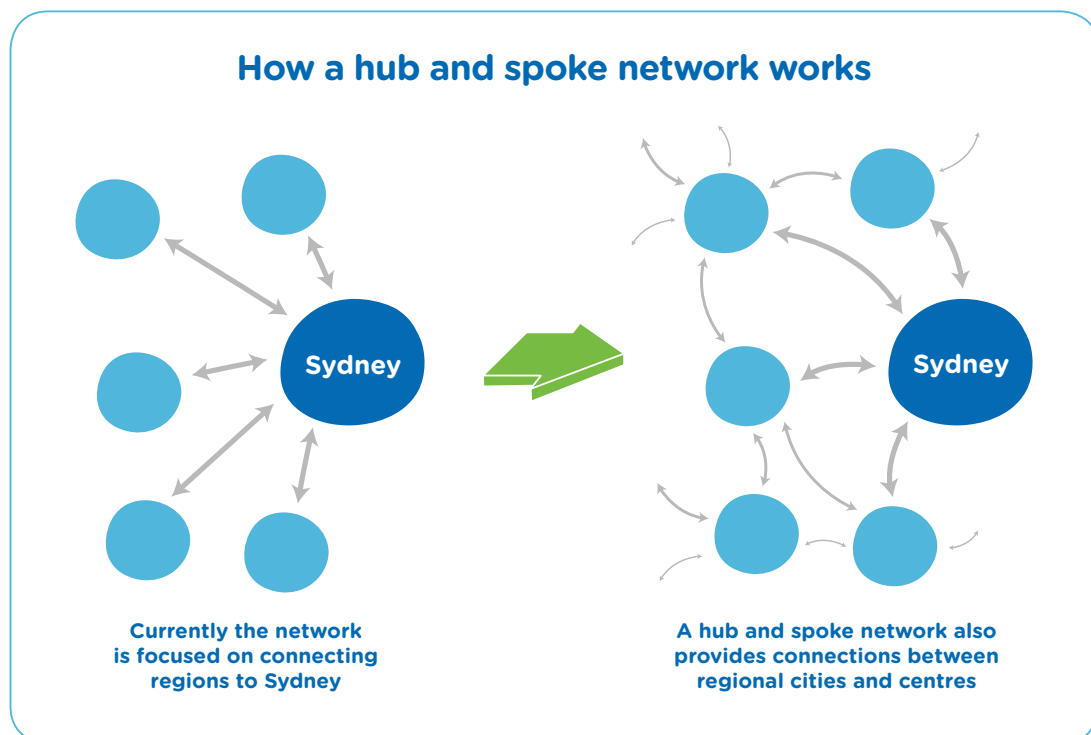 How a hub and spoke network works
Sydney
Currently the network
is focused on connecting
regions to Sydney
Sydney
A hub and spoke network also
provides connections between
regional cities and centres